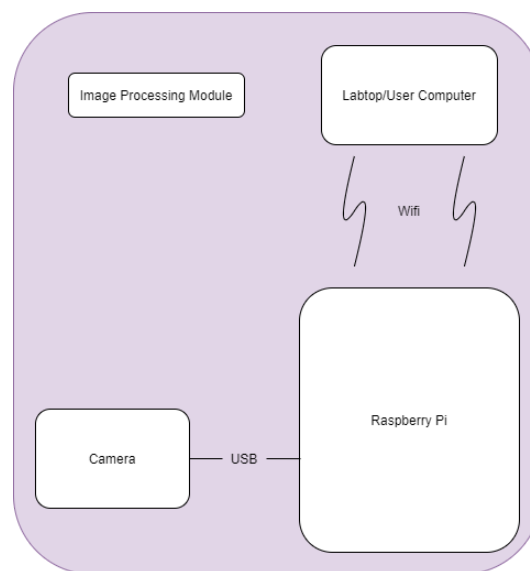 Image Processing Module
Labtop/User Computer
Wifi
Raspberry Pi
Camera
USB